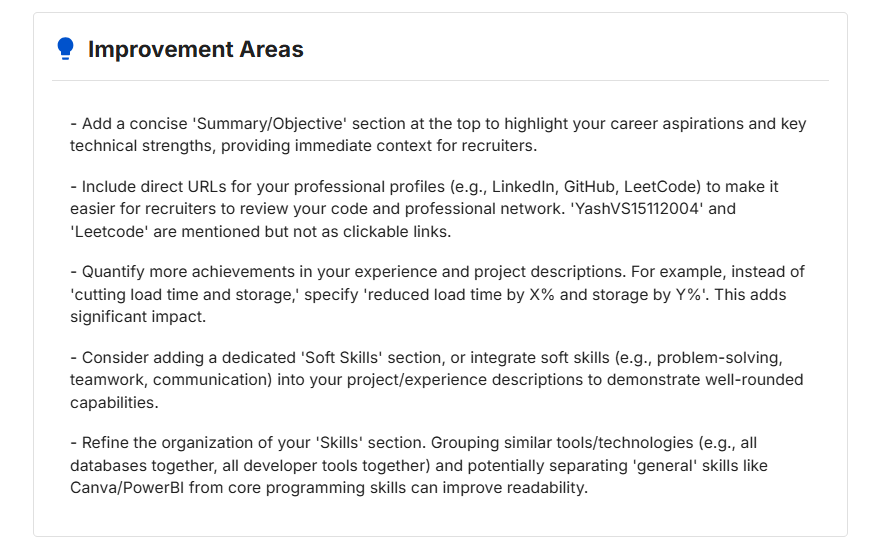 Improvement Areas
- Add a concise 'Summary/Objective' section at the top to highlight your career aspirations and key
technical strengths, providing immediate context for recruiters.
- Include direct URLs for your professional profiles (e.g., LinkedIn, GitHub, LeetCode) to make it
easier for recruiters to review your code and professional network. 'YashVS15112004' and
'Leetcode' are mentioned but not as clickable links.
- Quantify more achievements in your experience and project descriptions. For example, instead of
'cutting load time and storage,' specify 'reduced load time by X% and storage by Y%'. This adds
significant impact.
- Consider adding a dedicated 'Soft Skills' section, or integrate soft skills (e.g., problem-solving,
teamwork, communication) into your project/experience descriptions to demonstrate well-rounded
capabilities.
- Refine the organization of your 'Skills' section. Grouping similar tools/technologies (e.g., all
databases together, all developer tools together) and potentially separating 'general' skills like
Canva/PowerBI from core programming skills can improve readability.